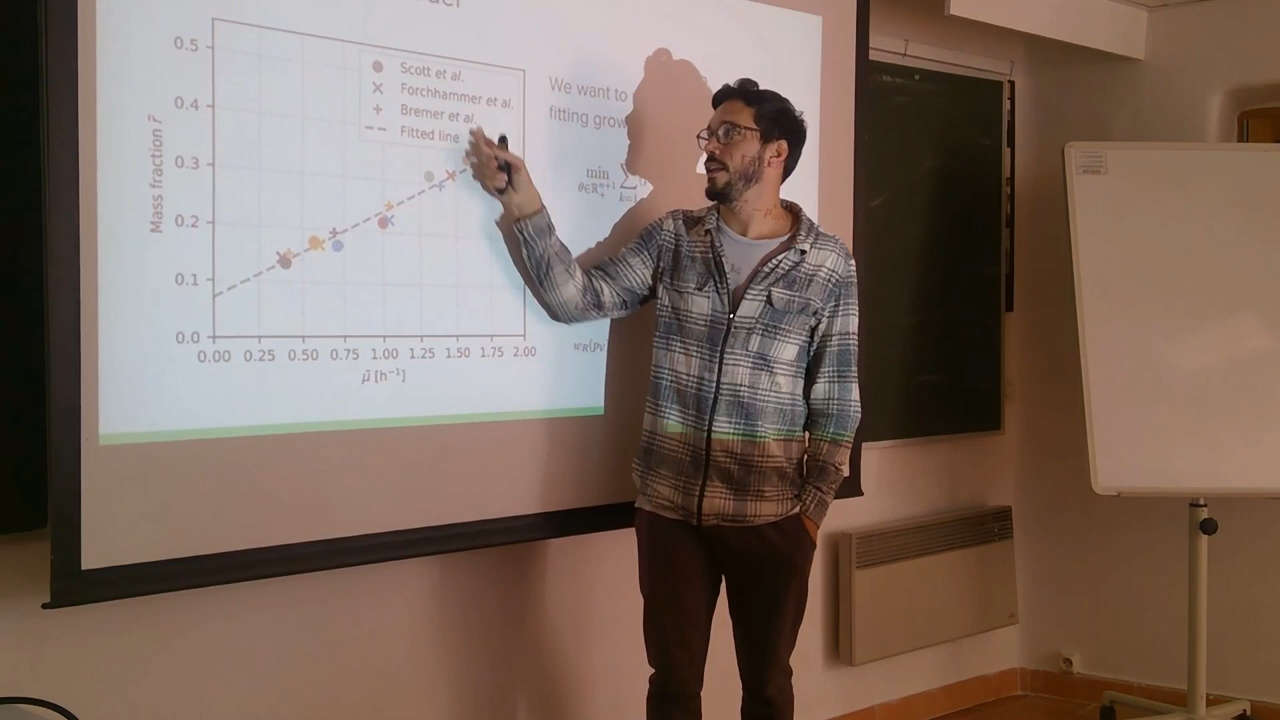 0.5
0.4
0.3
0.2
0.1
0.0
Mass fraction r̄
0.00 0.25 0.50 0.75 1.00 1.25 1.50 1.75 2.00
μ̄ [h⁻¹]
Scott et al.
Forchhammer et al.
Bremer et al.
Fitted line
We want to
fitting
min
θ∈ℝ₊ⁿ⁺¹
∑